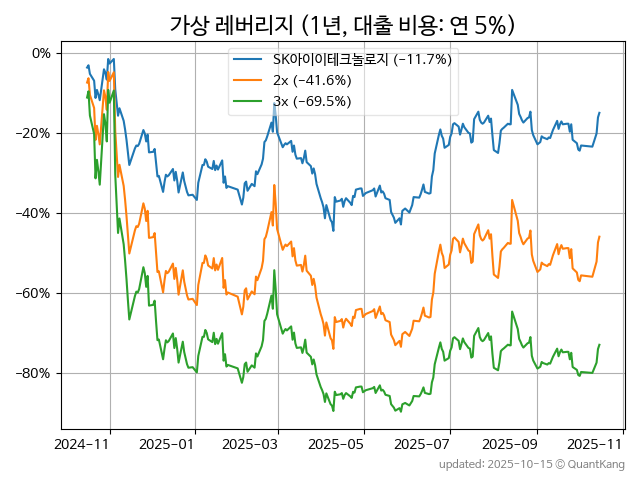 가상 레버리지 (1년, 대출 비용: 연 5%)
SK아이이테크놀로지 (−11.7%)
2x (−41.6%)
3x (−69.5%)
0%
−20%
−40%
−60%
−80%
2024-11
2025-01
2025-03
2025-05
2025-07
2025-09
2025-11
updated: 2025-10-15 © QuantKang